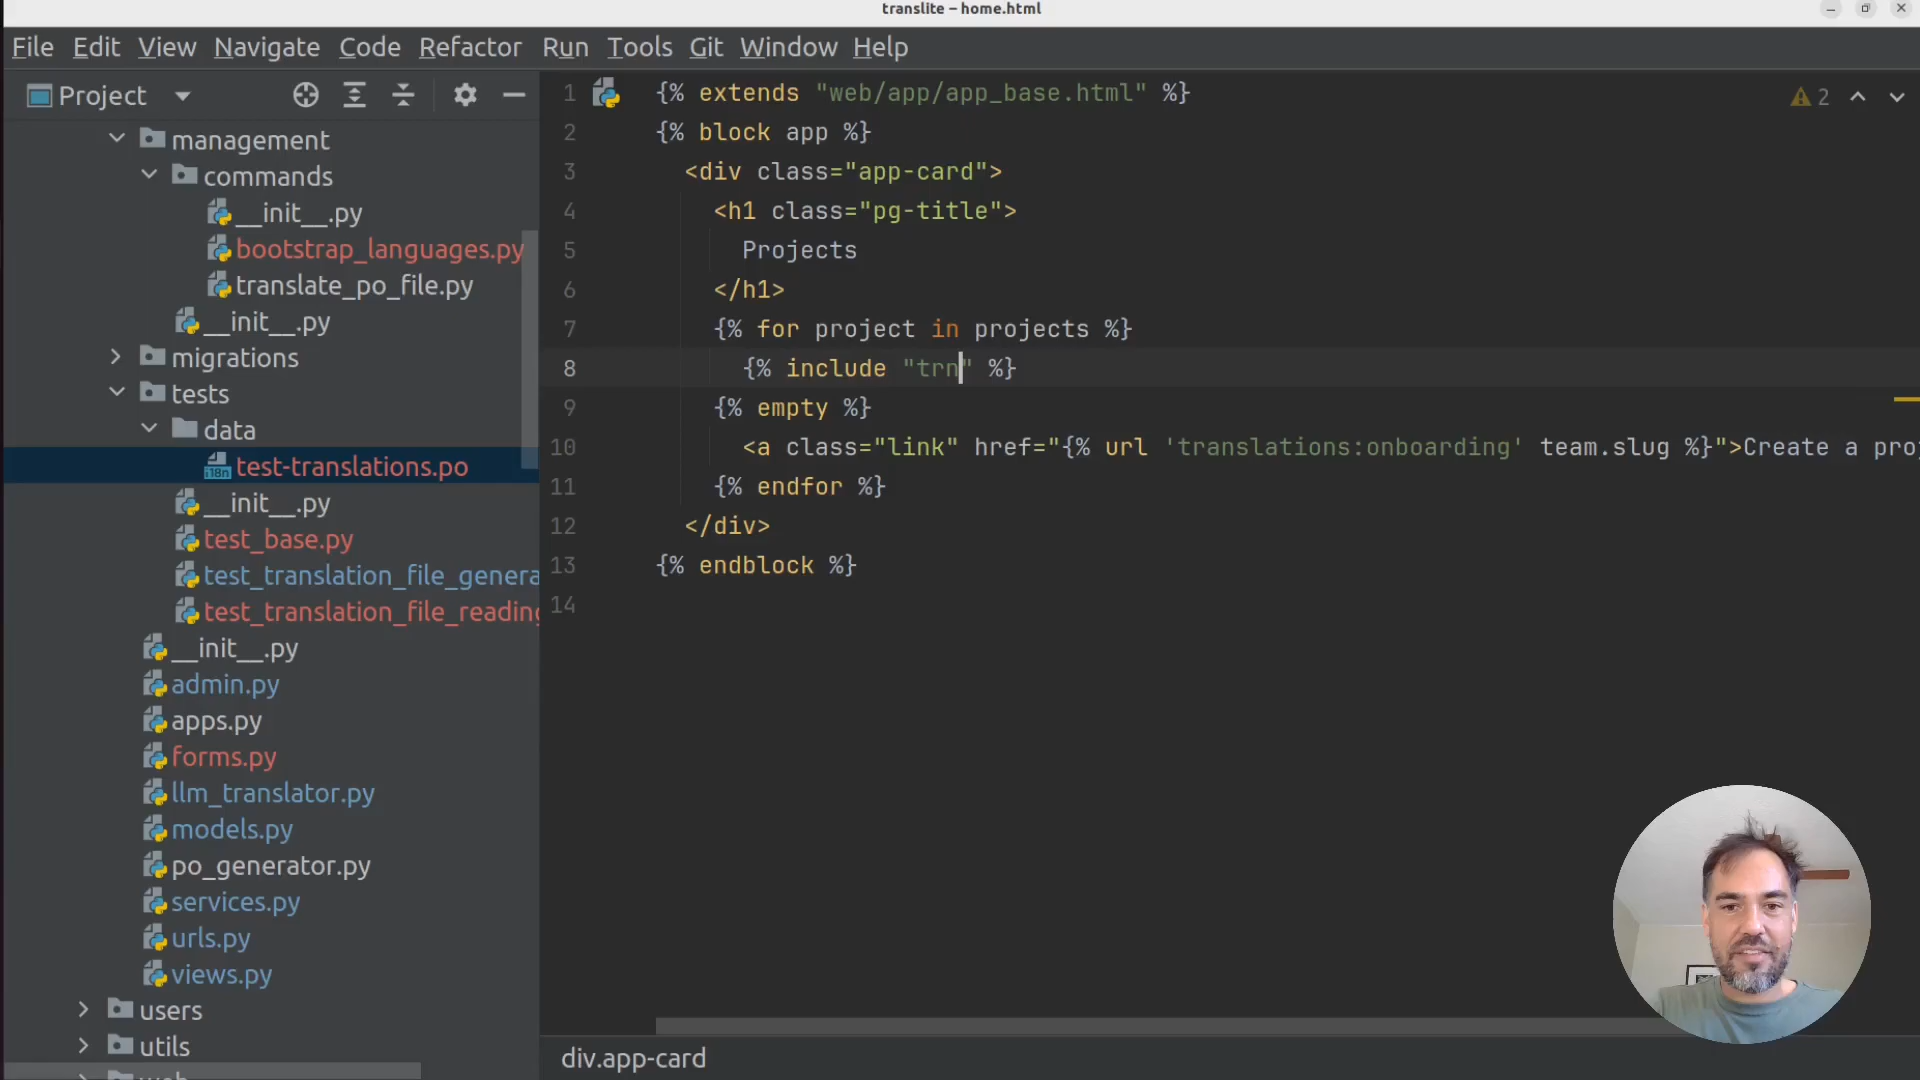 translite – home.html
File Edit View Navigate Code Refactor Run Tools Git Window Help
Project
management
commands
__init__.py
bootstrap_languages.py
translate_po_file.py
__init__.py
migrations
tests
data
test-translations.po
__init__.py
test_base.py
test_translation_file_genera
test_translation_file_reading
__init__.py
admin.py
apps.py
forms.py
llm_translator.py
models.py
po_generator.py
services.py
urls.py
views.py
users
utils
1 {% extends "web/app/app_base.html" %}
2 {% block app %}
3 <div class="app-card">
4 <h1 class="pg-title">
5 Projects
6 </h1>
7 {% for project in projects %}
8 {% include "trn" %}
9 {% empty %}
10 <a class="link" href="{% url 'translations:onboarding' team.slug %}">Create a pro
11 {% endfor %}
12 </div>
13 {% endblock %}
14
2
div.app-card